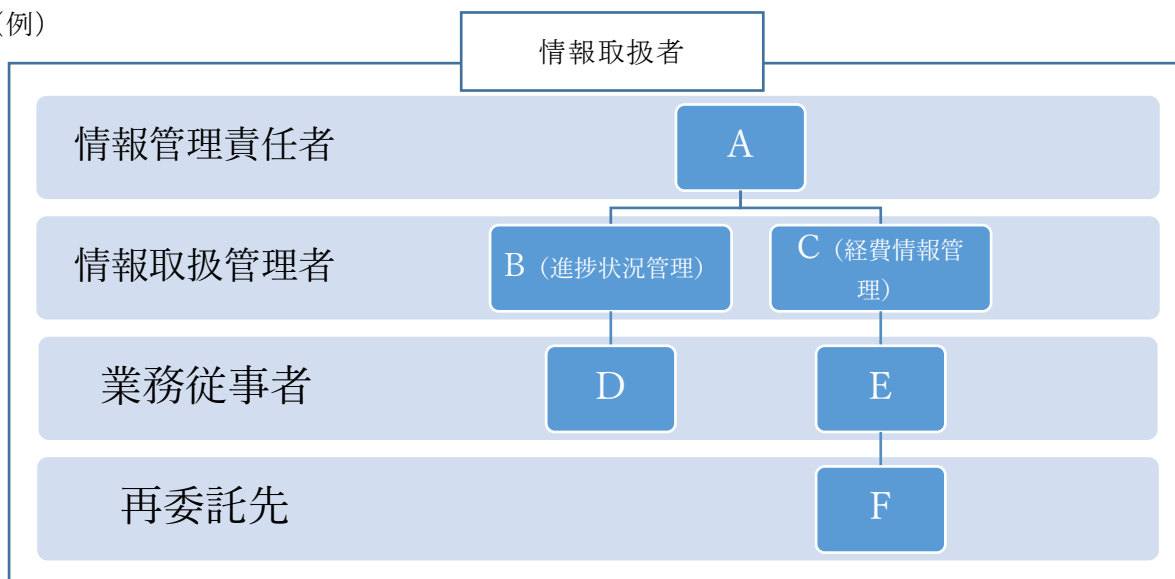 （例）
情報取扱者
情報管理責任者
A
情報取扱管理者
B（進捗状況管理）
C（経費情報管
理）
業務従事者
D
E
再委託先
F